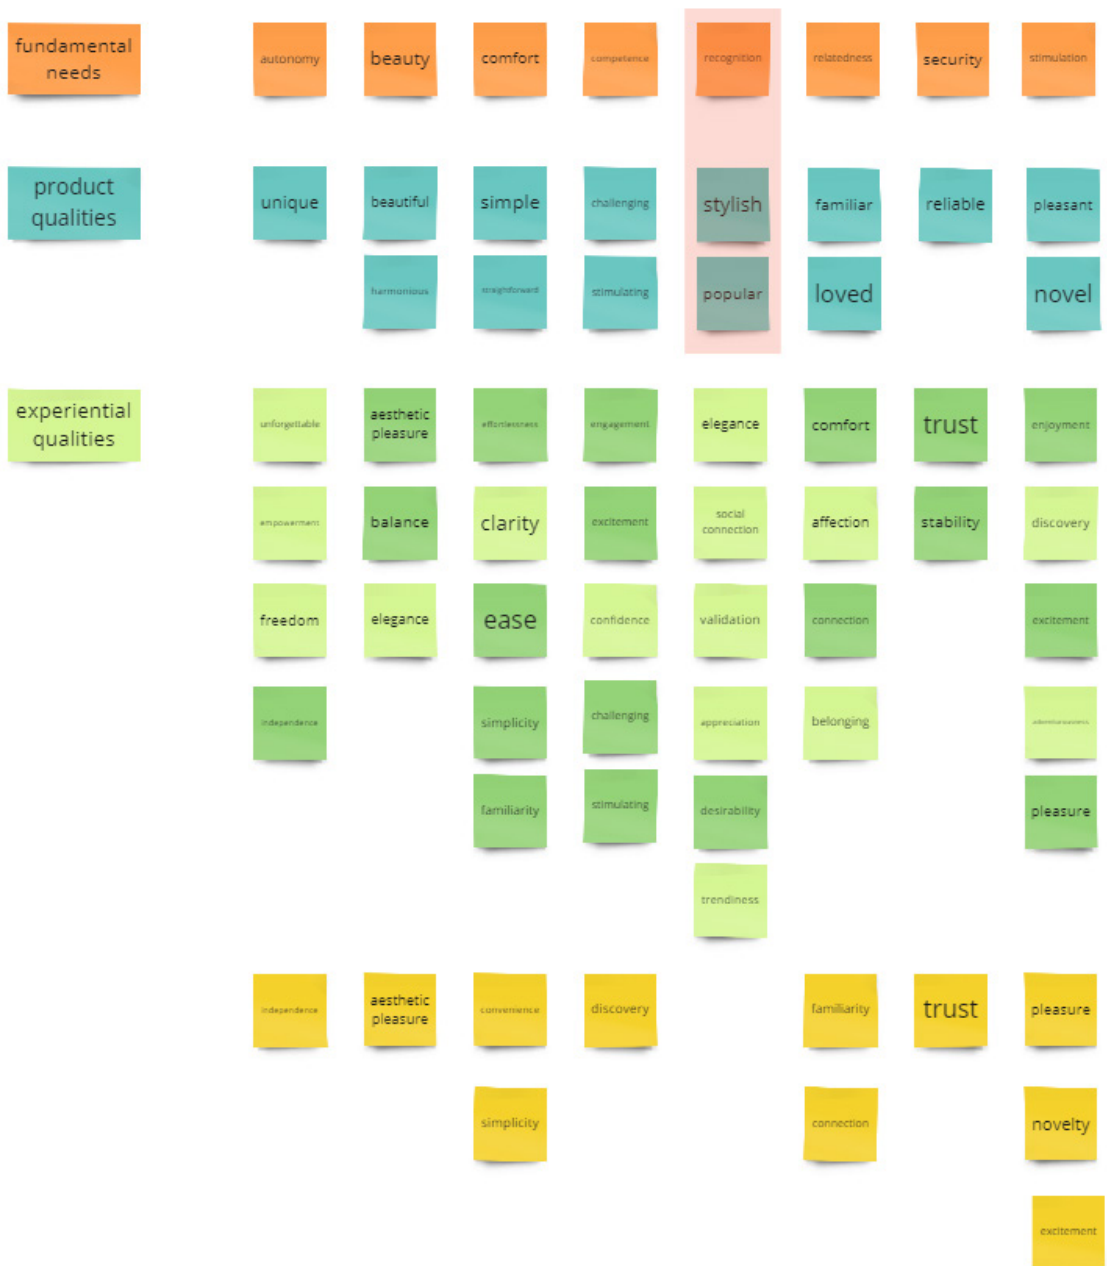 fundamental
needs
autonomy
beauty
comfort
competence
recognition
relatedness
security
stimulation
product
qualities
unique
beautiful
simple
challenging
stylish
familiar
reliable
pleasant
harmonious
straightforward
stimulating
popular
loved
novel
experiential
qualities
unforgettable
aesthetic
pleasure
effortlessness
engagement
elegance
comfort
trust
enjoyment
empowerment
balance
clarity
excitement
social
connection
affection
stability
discovery
freedom
elegance
ease
confidence
validation
connection
excitement
independence
simplicity
challenging
appreciation
belonging
adventurousness
familiarity
stimulating
desirability
pleasure
trendiness
independence
aesthetic
pleasure
convenience
discovery
familiarity
trust
pleasure
simplicity
connection
novelty
excitement